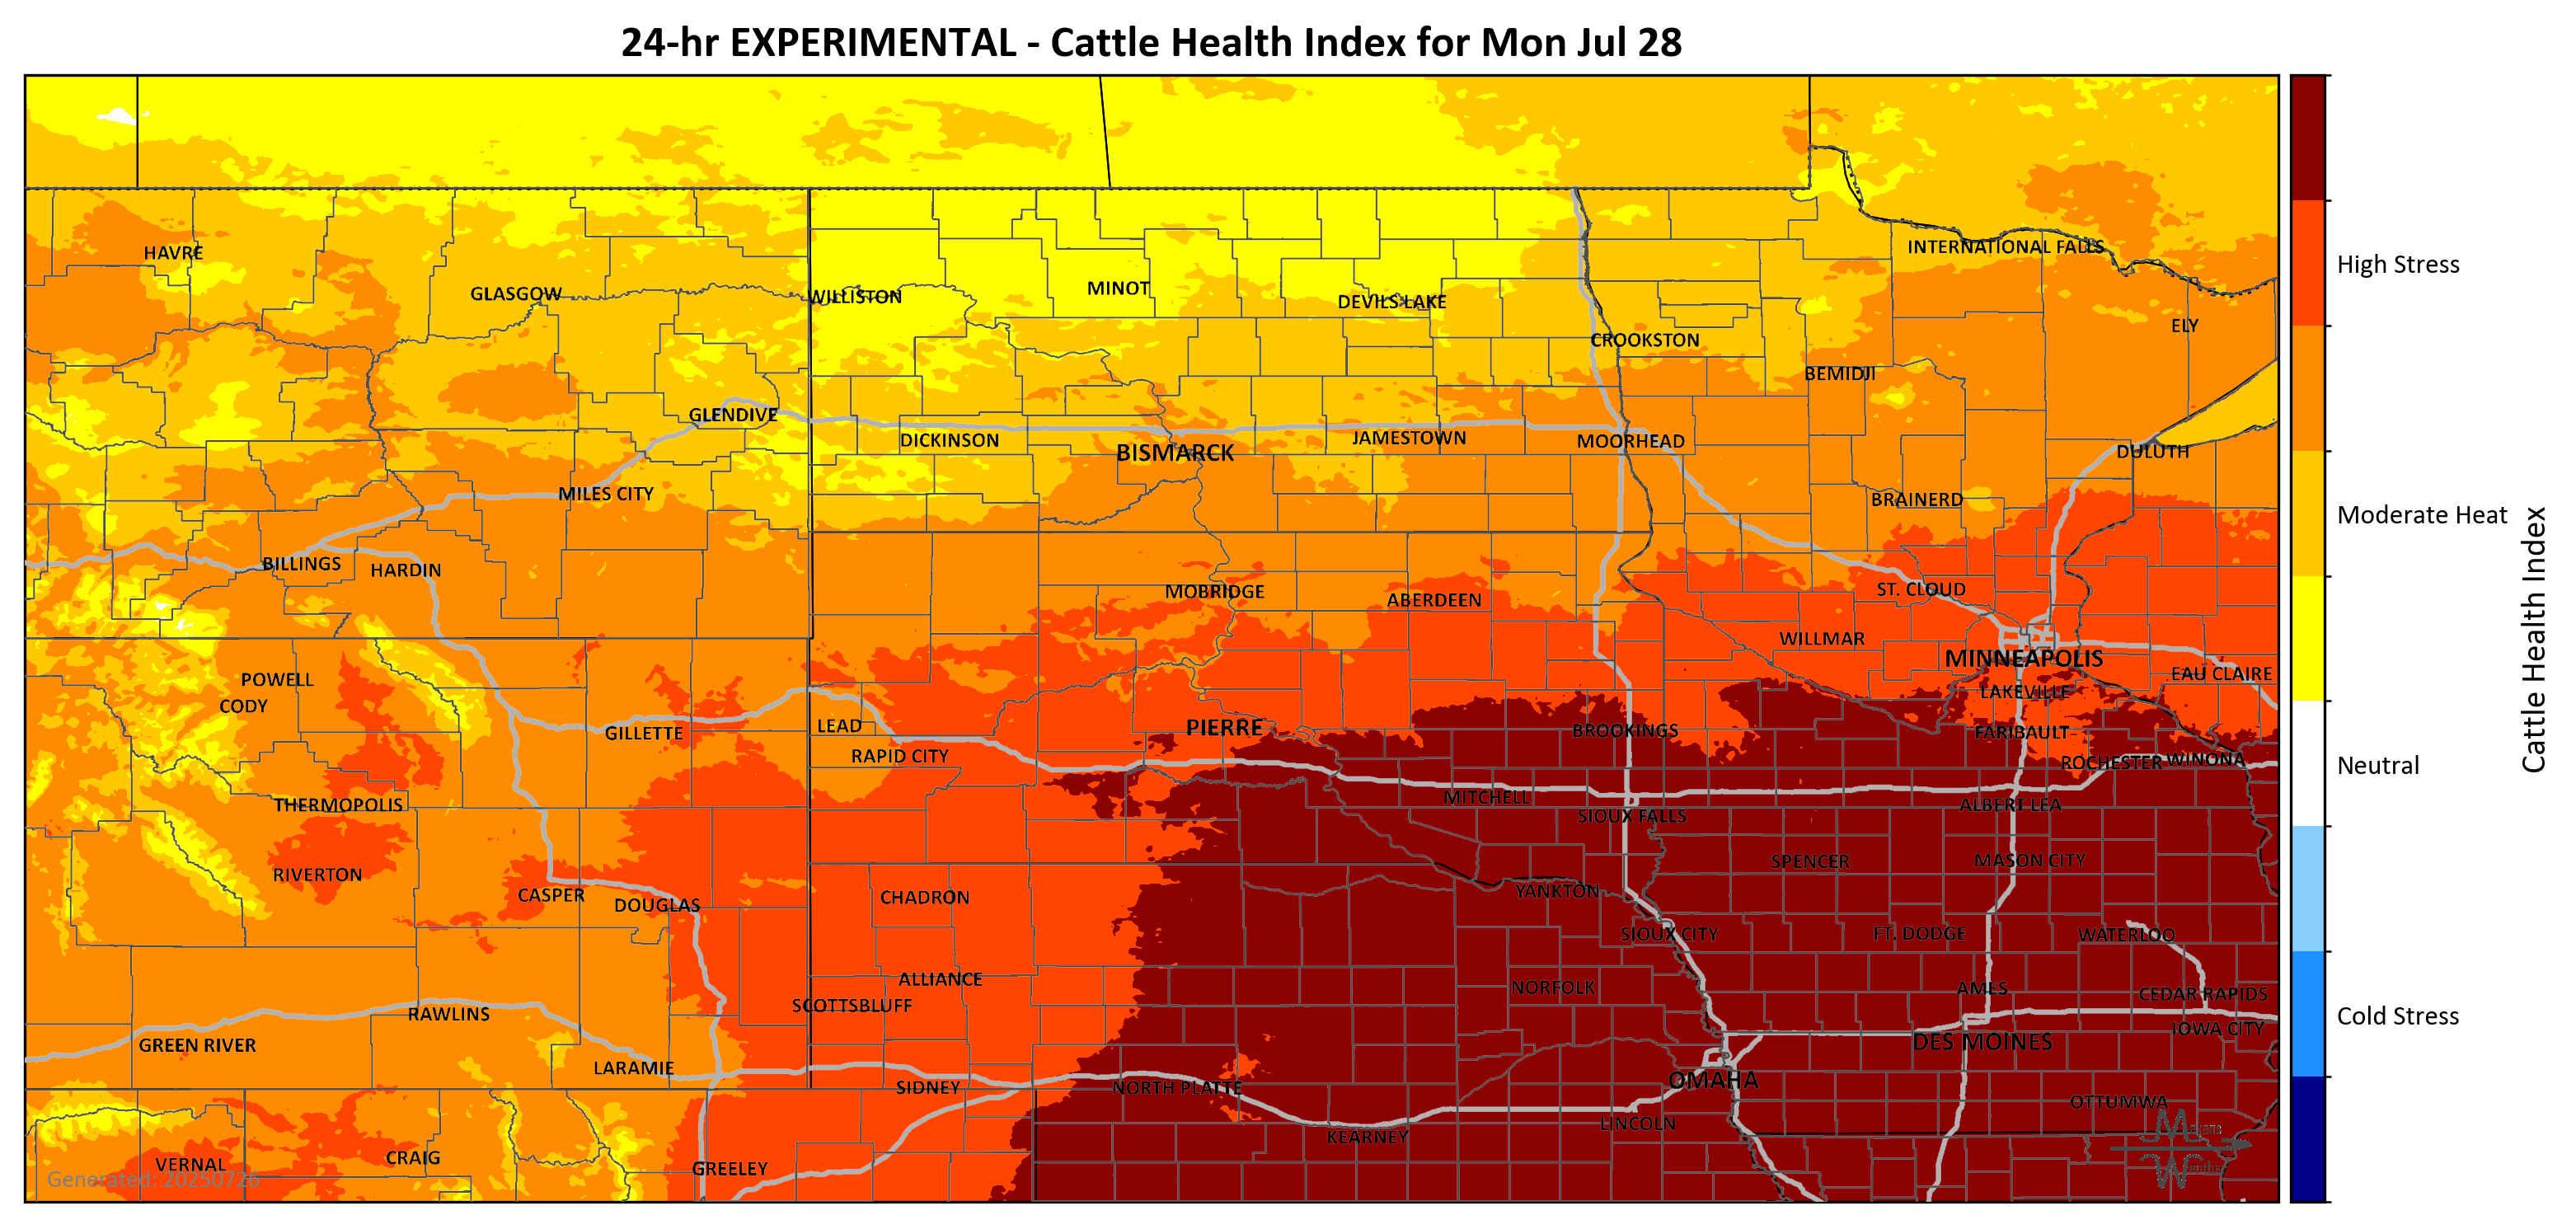 24-hr EXPERIMENTAL - Cattle Health Index for Mon Jul 28
HAVRE
INTERNATIONAL FALLS
GLASGOW
WILLISTON
MINOT
DEVILS LAKE
High Stress
ELY
CROOKSTON
BEMIDJI
GLENDIVE
DICKINSON
BISMARCK
JAMESTOWN
MOORHEAD
DULUTH
MILES CITY
BRAINERD
Moderate Heat
BILLINGS
HARDIN
MOBRIDGE
ABERDEEN
ST. CLOUD
WILLMAR
MINNEAPOLIS
Cattle Health Index
POWELL
EAU CLAIRE
CODY
LAKEVILLE
GILLETTE
LEAD
PIERRE
BROOKINGS
FARIBAULT
RAPID CITY
ROCHESTER
WINONA
Neutral
THERMOPOLIS
MITCHELL
SIOUX FALLS
ALBERT LEA
RIVERTON
SPENCER
MASON CITY
CASPER
DOUGLAS
CHADRON
YANKTON
SIOUX CITY
FT. DODGE
WATERLOO
ALLIANCE
NORFOLK
AMES
CEDAR RAPIDS
SCOTTSBLUFF
RAWLINS
Cold Stress
GREEN RIVER
DES MOINES
IOWA CITY
LARAMIE
SIDNEY
NORTH PLATTE
OMAHA
OTTUMWA
LINCOLN
KEARNEY
VERNAL
CRAIG
GREELEY
Generated: 20250726